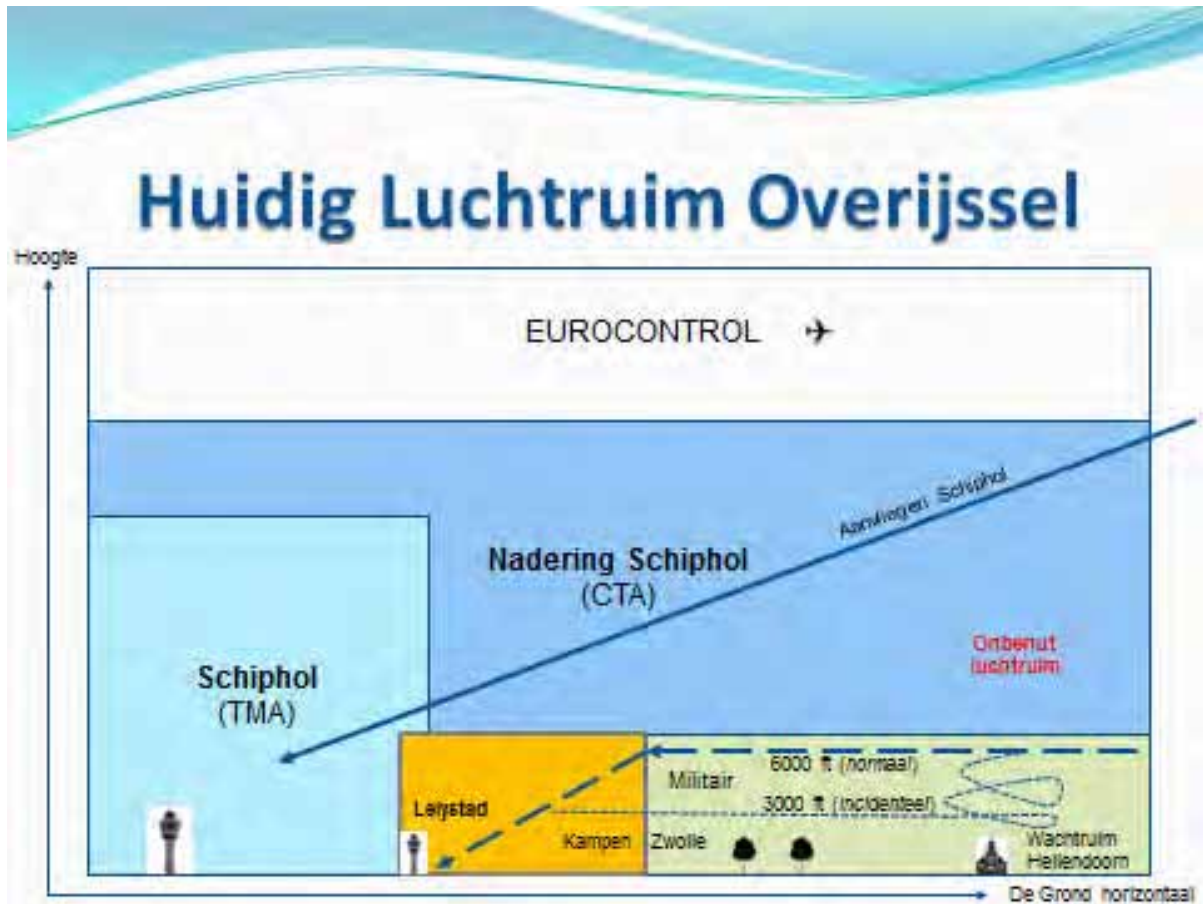 Huidig Luchtruim Overijssel
Hoogte
EUROCONTROL
Aanvliegen Schiphol
Nadering Schiphol
(CTA)
Onbenut
luchtruim
Schiphol
(TMA)
6000 ft (normaal)
Militair
3000 ft (incidenteel)
Lelystad
Kampen
Zwolle
Wachtruim
Hellendoorn
De Grond horizontaal